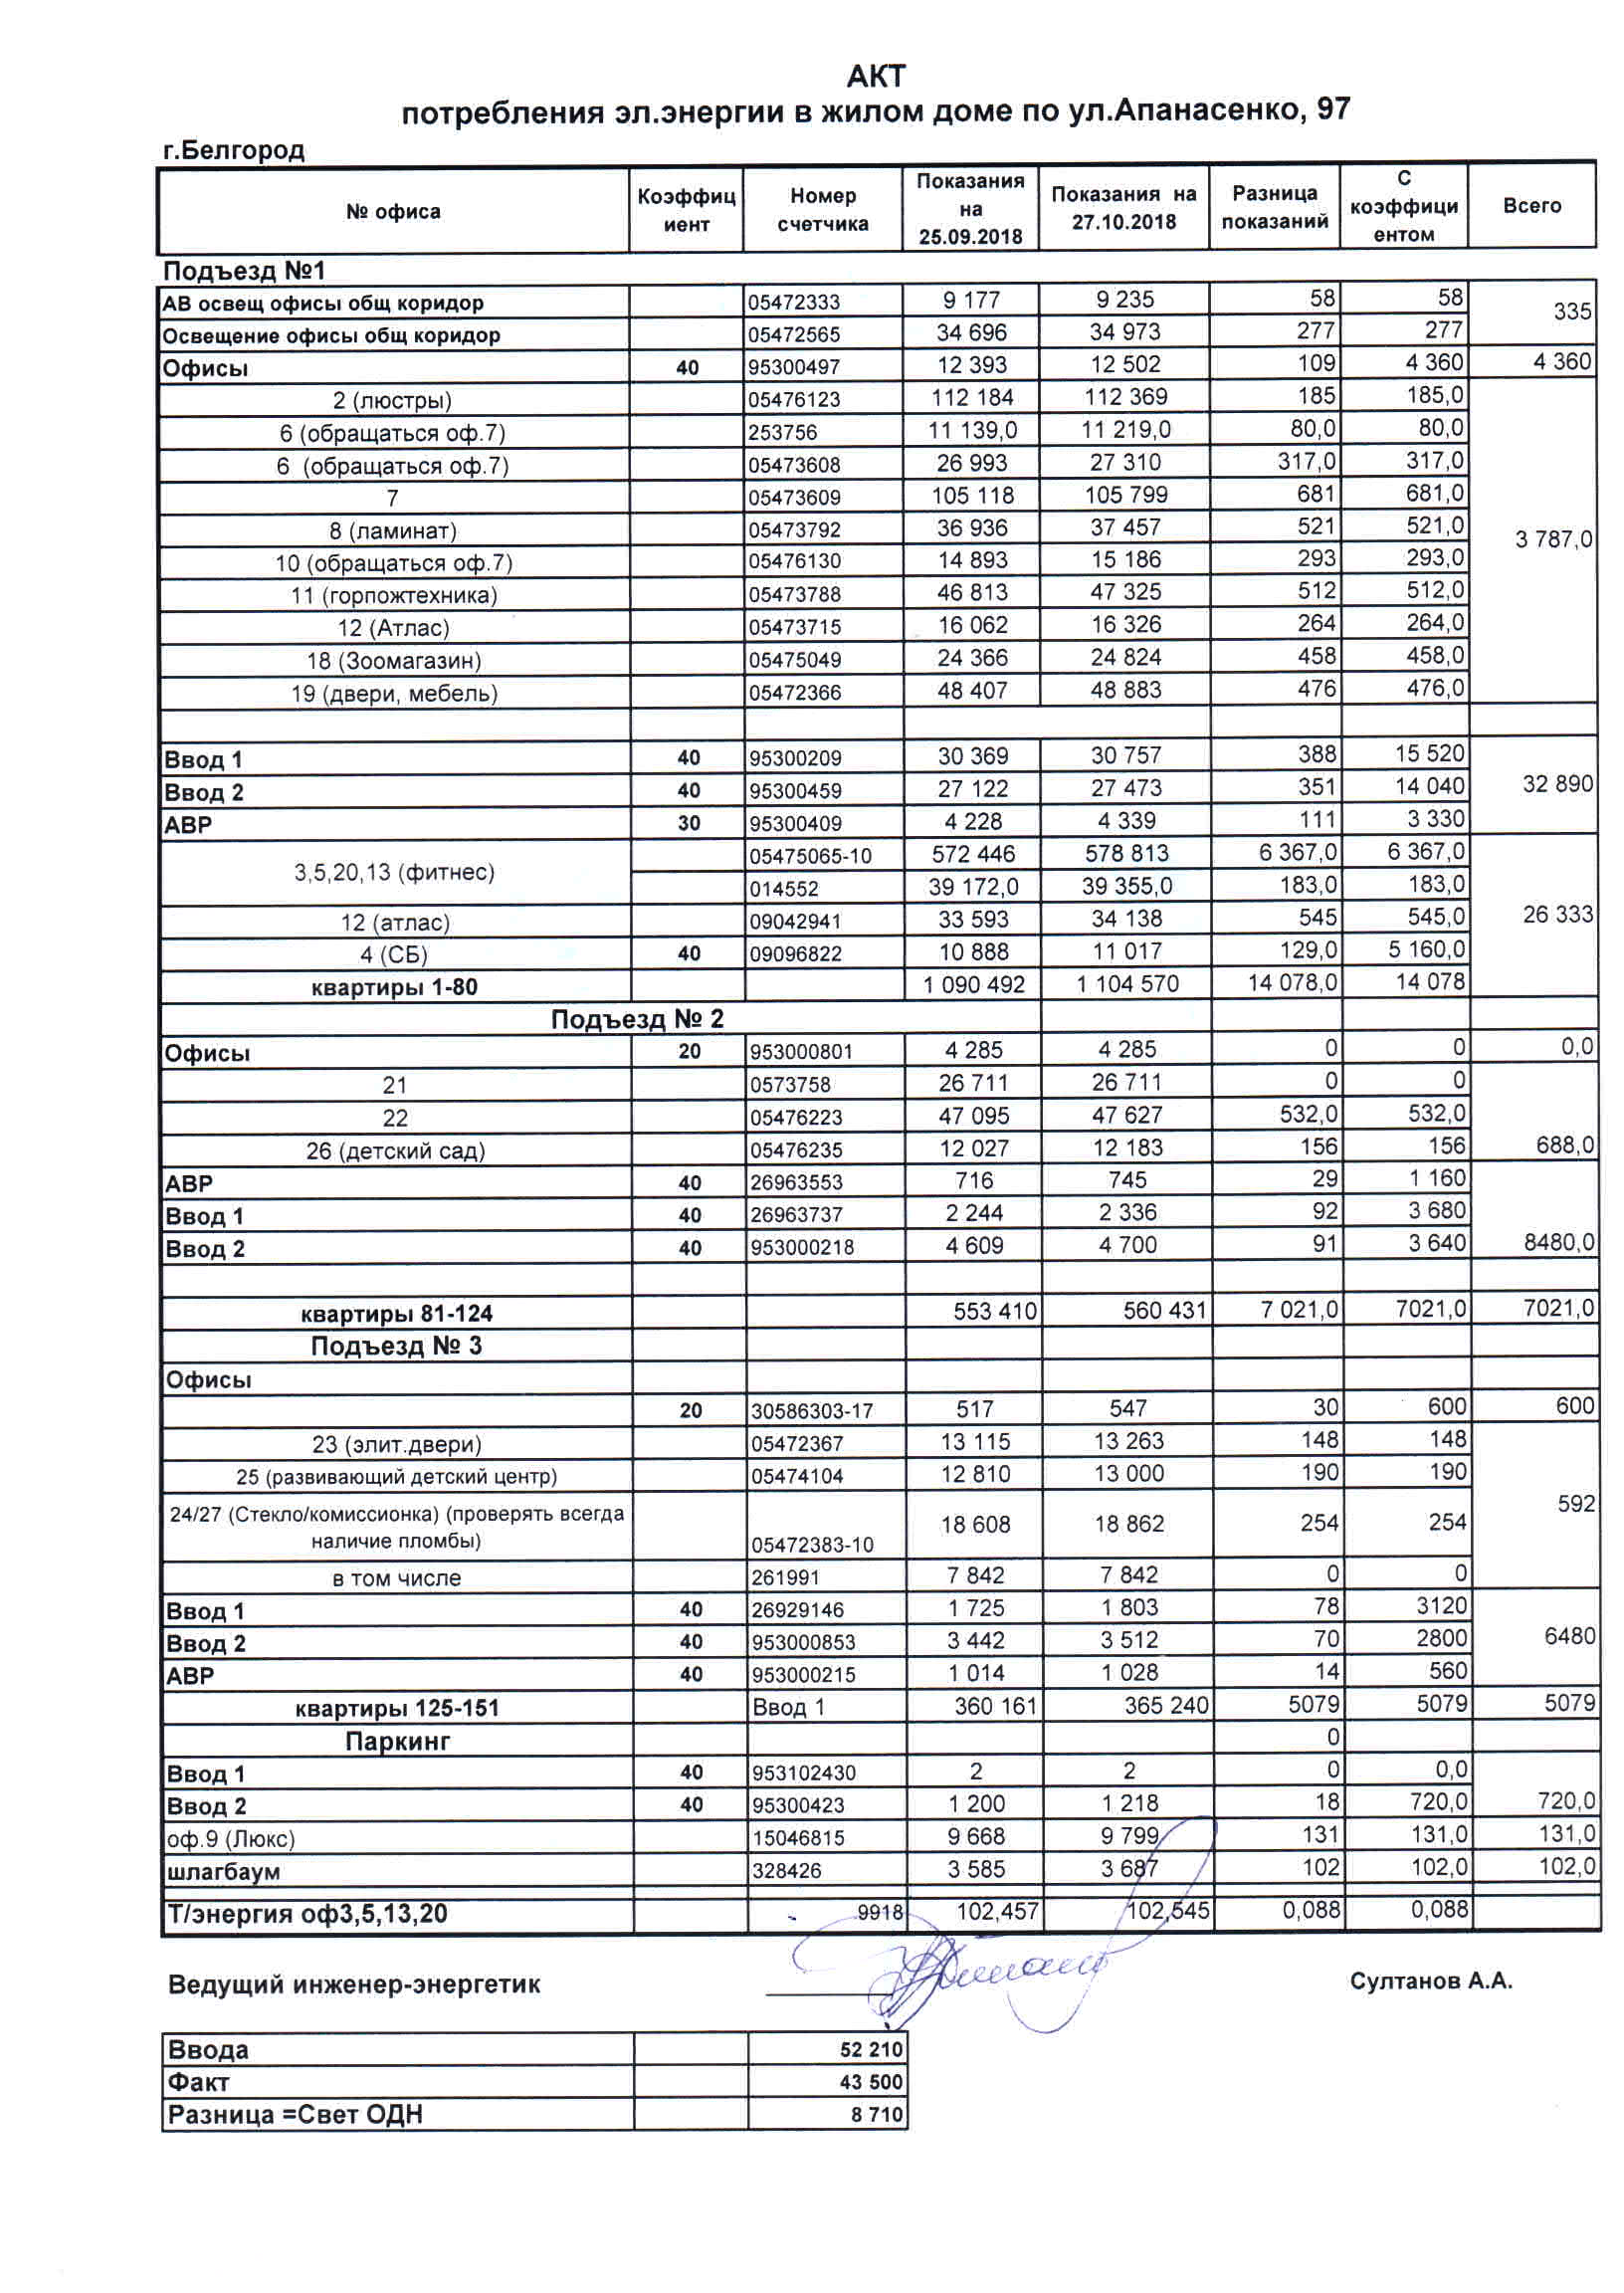 АКТ
потребления эл.энергии в жилом доме по ул.Апанасенко, 97
г.Белгород
№ офиса Коэффиц иент Номер счетчика Показания на 25.09.2018 Показания на 27.10.2018 Разница показаний С коэффици ентом Всего
Подъезд №1
АВ освещ офисы общ коридор 05472333 9 177 9 235 58 58 335
Освещение офисы общ коридор 05472565 34 696 34 973 277 277
Офисы 40 95300497 12 393 12 502 109 4 360 4 360
2 (люстры) 05476123 112 184 112 369 185 185,0
6 (обращаться оф.7) 253756 11 139,0 11 219,0 80,0 80,0
6 (обращаться оф.7) 05473608 26 993 27 310 317,0 317,0
7 05473609 105 118 105 799 681 681,0
8 (ламинат) 05473792 36 936 37 457 521 521,0 3 787,0
10 (обращаться оф.7) 05476130 14 893 15 186 293 293,0
11 (горпожтехника) 05473788 46 813 47 325 512 512,0
12 (Атлас) 05473715 16 062 16 326 264 264,0
18 (Зоомагазин) 05475049 24 366 24 824 458 458,0
19 (двери, мебель) 05472366 48 407 48 883 476 476,0
Ввод 1 40 95300209 30 369 30 757 388 15 520
Ввод 2 40 95300459 27 122 27 473 351 14 040 32 890
АВР 30 95300409 4 228 4 339 111 3 330
3,5,20,13 (фитнес) 05475065-10 572 446 578 813 6 367,0 6 367,0
014552 39 172,0 39 355,0 183,0 183,0
12 (атлас) 09042941 33 593 34 138 545 545,0 26 333
4 (СБ) 40 09096822 10 888 11 017 129,0 5 160,0
квартиры 1-80 1 090 492 1 104 570 14 078,0 14 078
Подъезд № 2
Офисы 20 953000801 4 285 4 285 0 0 0,0
21 0573758 26 711 26 711 0 0
22 05476223 47 095 47 627 532,0 532,0
26 (детский сад) 05476235 12 027 12 183 156 156 688,0
АВР 40 26963553 716 745 29 1 160
Ввод 1 40 26963737 2 244 2 336 92 3 680
Ввод 2 40 953000218 4 609 4 700 91 3 640 8480,0
квартиры 81-124 553 410 560 431 7 021,0 7021,0 7021,0
Подъезд № 3
Офисы
20 30586303-17 517 547 30 600 600
23 (элит.двери) 05472367 13 115 13 263 148 148
25 (развивающий детский центр) 05474104 12 810 13 000 190 190
24/27 (Стекло/комиссионка) (проверять всегда наличие пломбы) 05472383-10 18 608 18 862 254 254 592
в том числе 261991 7 842 7 842 0 0
Ввод 1 40 26929146 1 725 1 803 78 3120
Ввод 2 40 953000853 3 442 3 512 70 2800 6480
АВР 40 953000215 1 014 1 028 14 560
квартиры 125-151 Ввод 1 360 161 365 240 5079 5079 5079
Паркинг 0
Ввод 1 40 953102430 2 2 0 0,0
Ввод 2 40 95300423 1 200 1 218 18 720,0 720,0
оф.9 (Люкс) 15046815 9 668 9 799 131 131,0 131,0
шлагбаум 328426 3 585 3 687 102 102,0 102,0
Т/энергия оф3,5,13,20 9918 102,457 102,545 0,088 0,088
Ведущий инженер-энергетик Султанов А.А.
Ввода 52 210
Факт 43 500
Разница =Свет ОДН 8 710